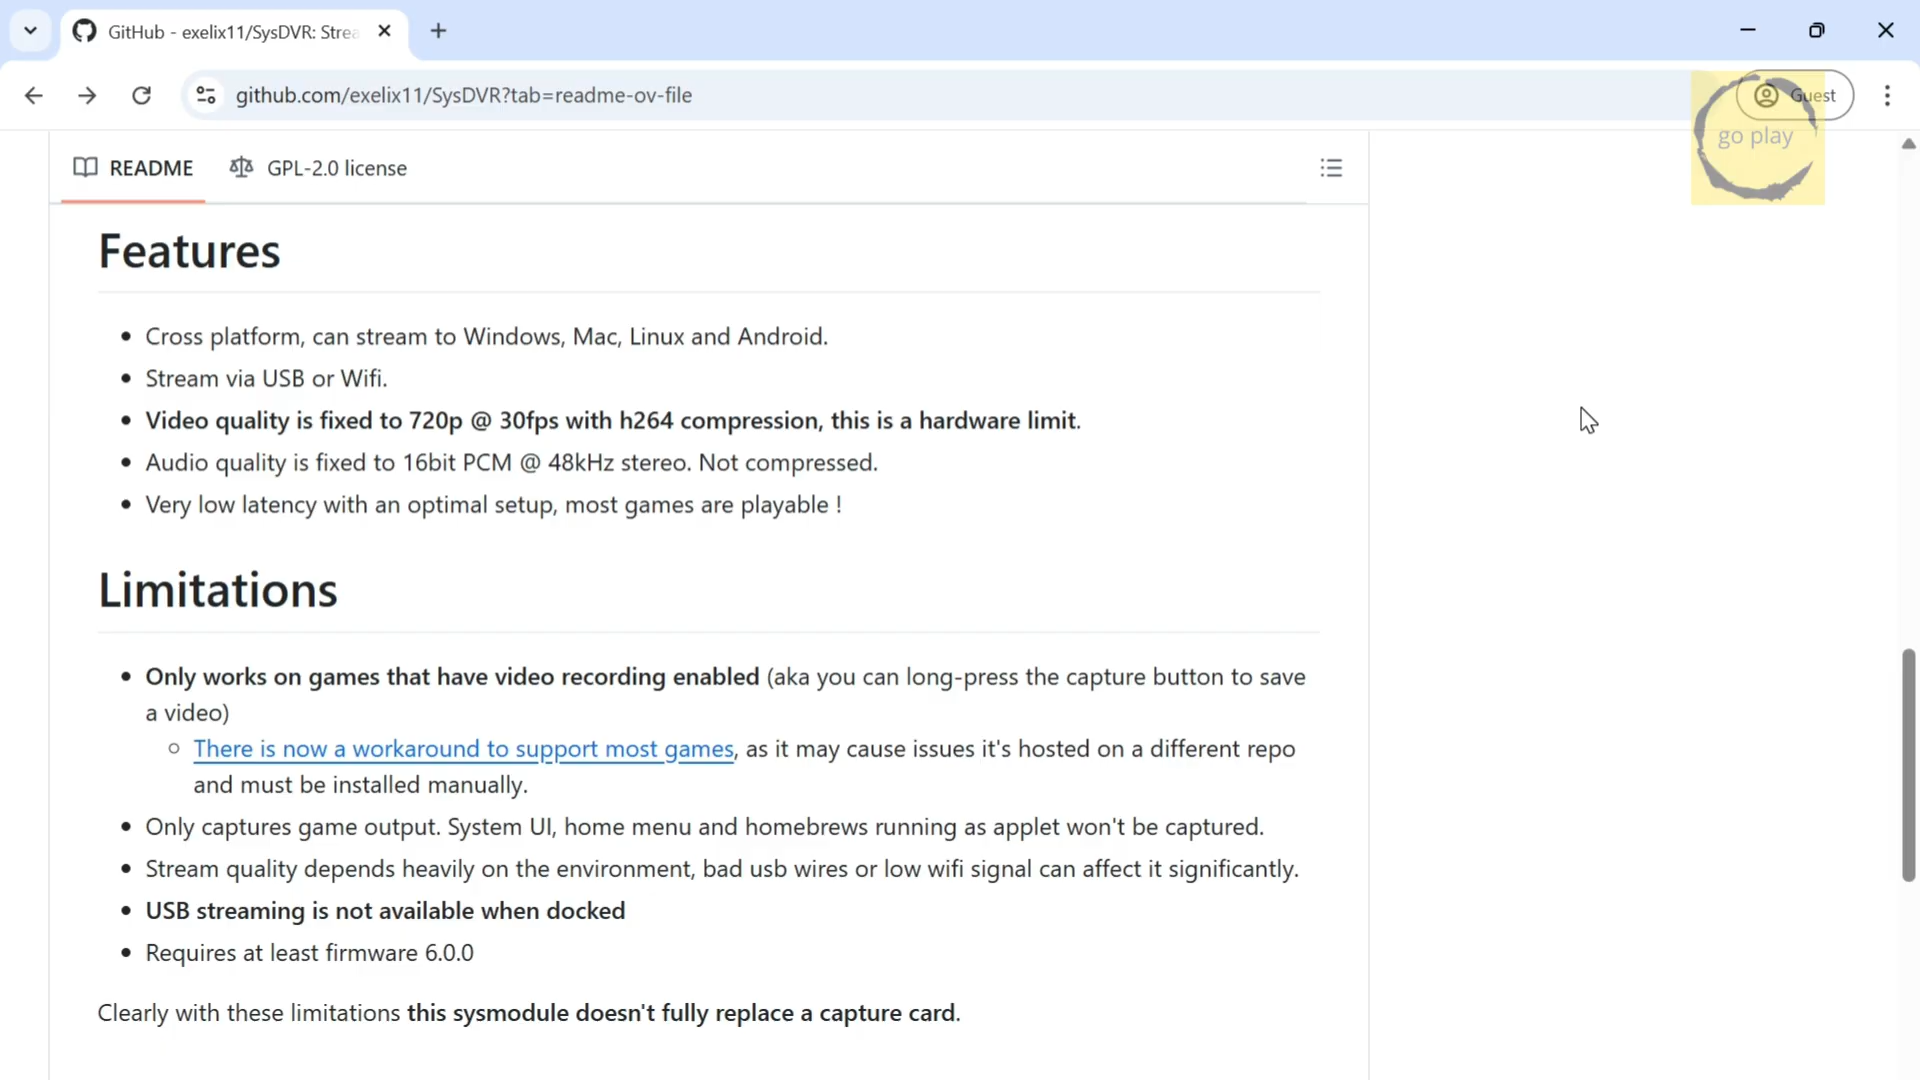 GitHub - exelix11/SysDVR: Strea
github.com/exelix11/SysDVR?tab=readme-ov-file
Guest
go play
README
GPL-2.0 license
Features
Cross platform, can stream to Windows, Mac, Linux and Android.
Stream via USB or Wifi.
Video quality is fixed to 720p @ 30fps with h264 compression, this is a hardware limit.
Audio quality is fixed to 16bit PCM @ 48kHz stereo. Not compressed.
Very low latency with an optimal setup, most games are playable !
Limitations
Only works on games that have video recording enabled (aka you can long-press the capture button to save
a video)
There is now a workaround to support most games, as it may cause issues it's hosted on a different repo
and must be installed manually.
Only captures game output. System UI, home menu and homebrews running as applet won't be captured.
Stream quality depends heavily on the environment, bad usb wires or low wifi signal can affect it significantly.
USB streaming is not available when docked
Requires at least firmware 6.0.0
Clearly with these limitations this sysmodule doesn't fully replace a capture card.